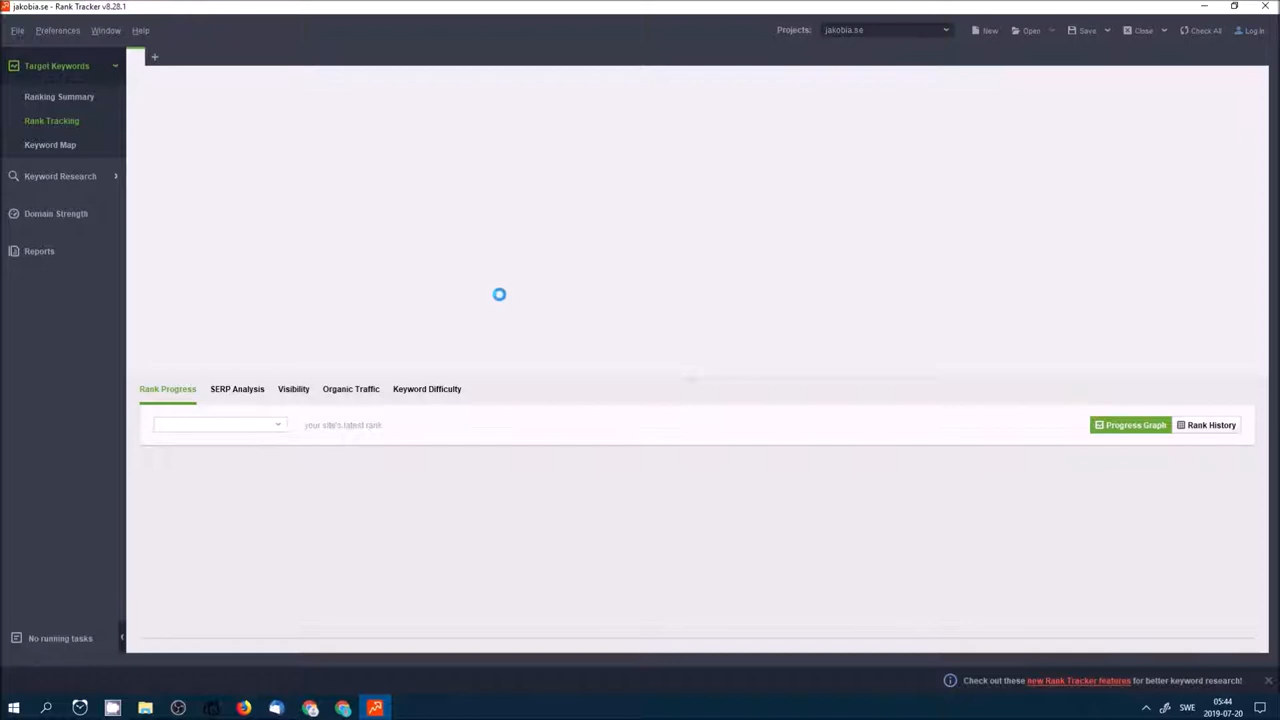 jakobia.se - Rank Tracker v8.28.1
File Preferences Window Help Projects: jakobia.se New Open Save Close Check All Log In
Target Keywords
Ranking Summary
Rank Tracking
Keyword Map
Keyword Research
Domain Strength
Reports
Rank Progress SERP Analysis Visibility Organic Traffic Keyword Difficulty
your site's latest rank Progress Graph Rank History
No running tasks
Check out these new Rank Tracker features for better keyword research!
SWE
05:44
2019-07-20